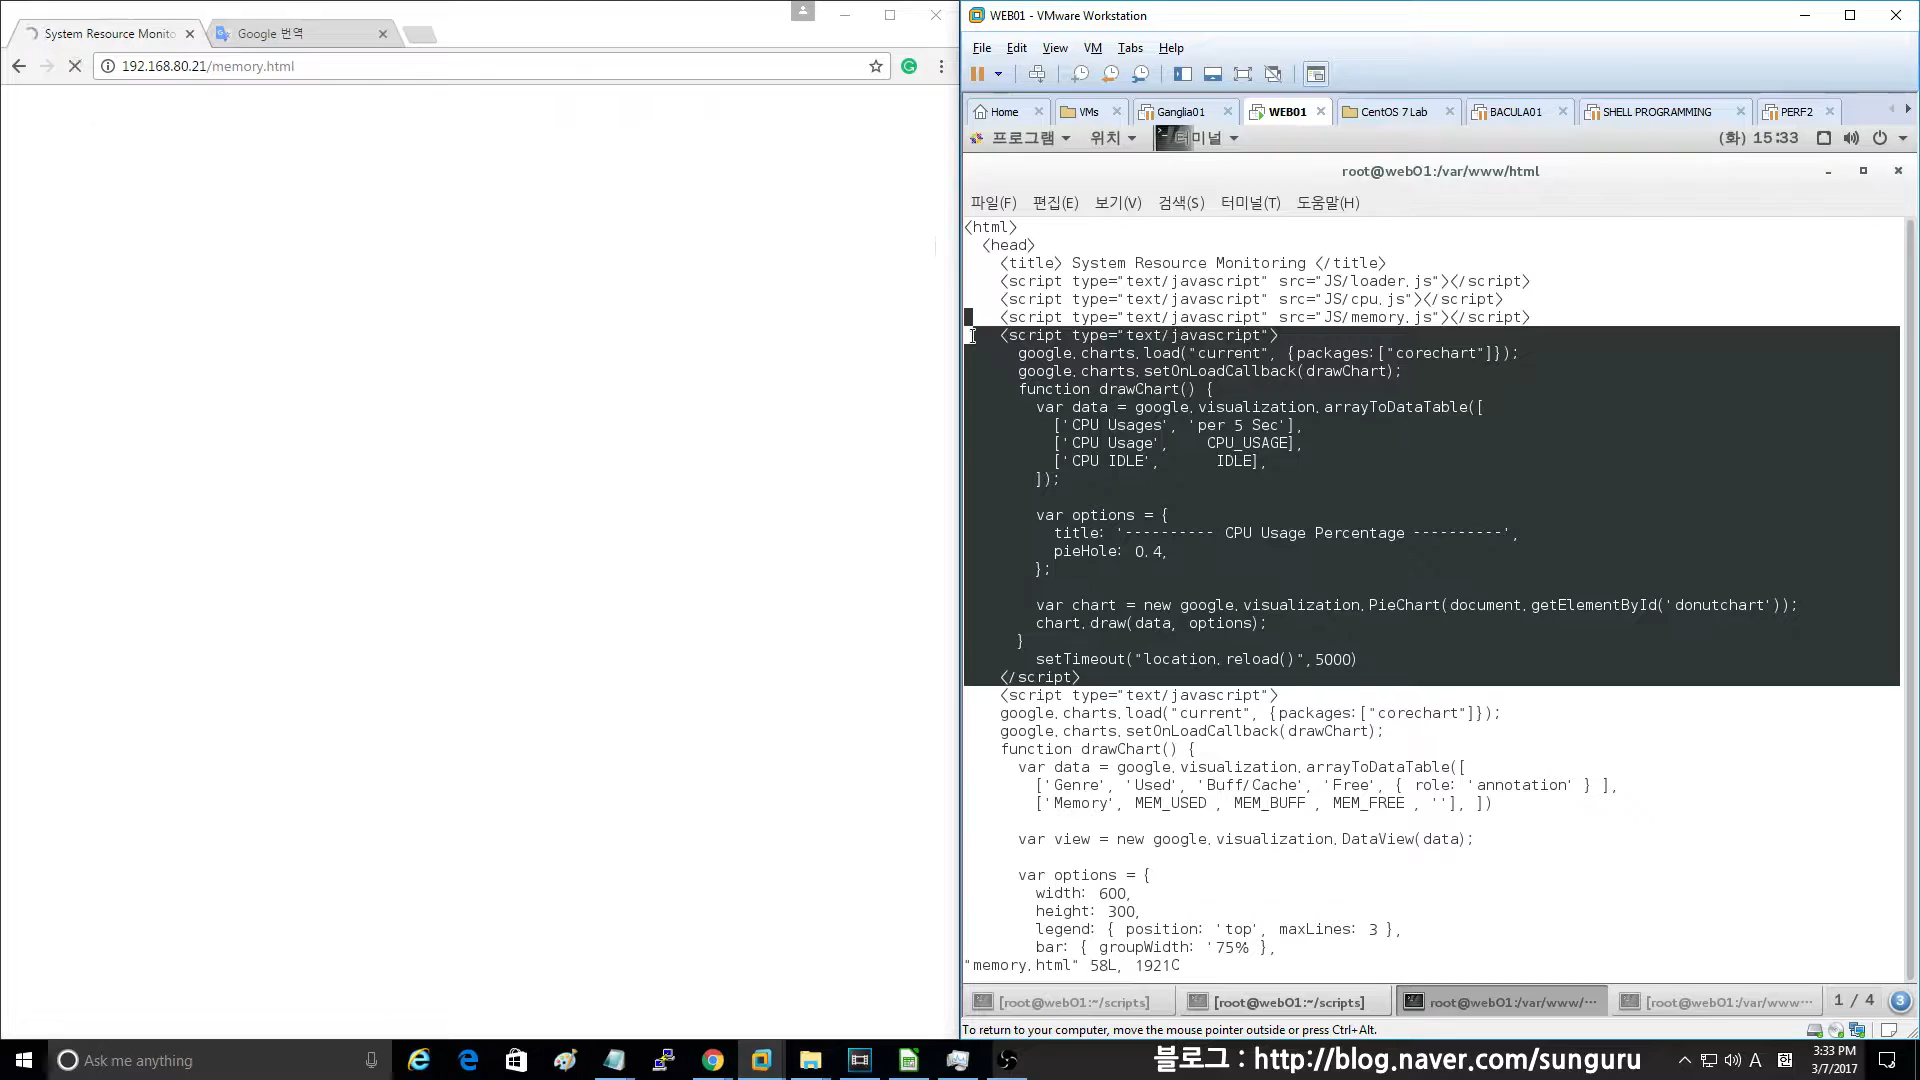 System Resource Monito
Google 번역
192.168.80.21/memory.html
WEB01 - VMware Workstation
File Edit View VM Tabs Help
Home VMs Ganglia01 WEB01 CentOS 7 Lab BACULA01 SHELL PROGRAMMING PERF2
프로그램 위치 터미널 (화) 15:33
root@web01:/var/www/html
파일(F) 편집(E) 보기(V) 검색(S) 터미널(T) 도움말(H)
<html>
<head>
<title> System Resource Monitoring </title>
<script type="text/javascript" src="JS/loader.js"></script>
<script type="text/javascript" src="JS/cpu.js"></script>
<script type="text/javascript" src="JS/memory.js"></script>
<script type="text/javascript">
google.charts.load("current", {packages:["corechart"]});
google.charts.setOnLoadCallback(drawChart);
function drawChart() {
var data = google.visualization.arrayToDataTable([
['CPU Usages', 'per 5 Sec'],
['CPU Usage', CPU_USAGE],
['CPU IDLE', IDLE],
]);
var options = {
title: '---------- CPU Usage Percentage ----------',
pieHole: 0.4,
};
var chart = new google.visualization.PieChart(document.getElementById('donutchart'));
chart.draw(data, options);
}
setTimeout("location.reload()",5000)
</script>
<script type="text/javascript">
google.charts.load("current", {packages:["corechart"]});
google.charts.setOnLoadCallback(drawChart);
function drawChart() {
var data = google.visualization.arrayToDataTable([
['Genre', 'Used', 'Buff/Cache', 'Free', { role: 'annotation' } ],
['Memory', MEM_USED , MEM_BUFF , MEM_FREE , ''], ])
var view = new google.visualization.DataView(data);
var options = {
width: 600,
height: 300,
legend: { position: 'top', maxLines: 3 },
bar: { groupWidth: '75%' },
"memory.html" 58L, 1921C
[root@web01:~/scripts] [root@web01:~/scripts] root@web01:/var/www/··· [root@web01:/var/www··· 1 / 4 3
To return to your computer, move the mouse pointer outside or press Ctrl+Alt.
Ask me anything
블로그 : http://blog.naver.com/sunguru
A 한
3:33 PM
3/7/2017